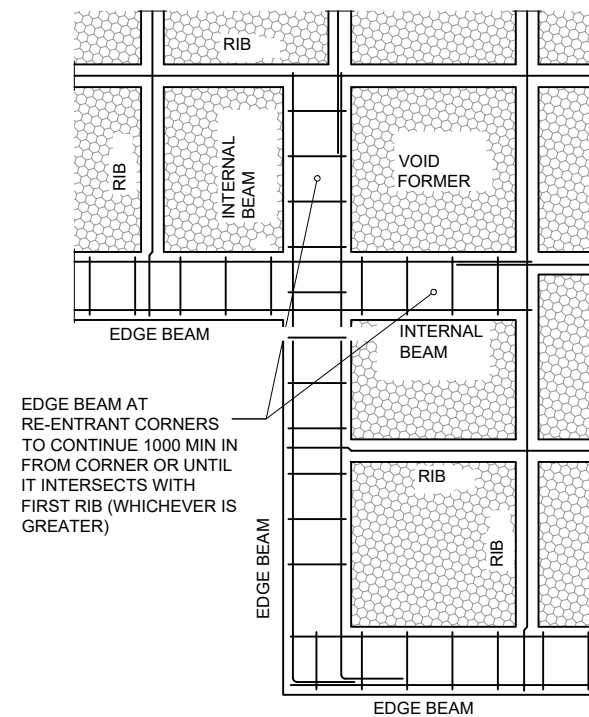 RIB
RIB
INTERNAL
BEAM
VOID
FORMER
EDGE BEAM
INTERNAL
BEAM
EDGE BEAM AT
RE-ENTRANT CORNERS
TO CONTINUE 1000 MIN IN
FROM CORNER OR UNTIL
IT INTERSECTS WITH
FIRST RIB (WHICHEVER IS
GREATER)
RIB
RIB
EDGE BEAM
EDGE BEAM